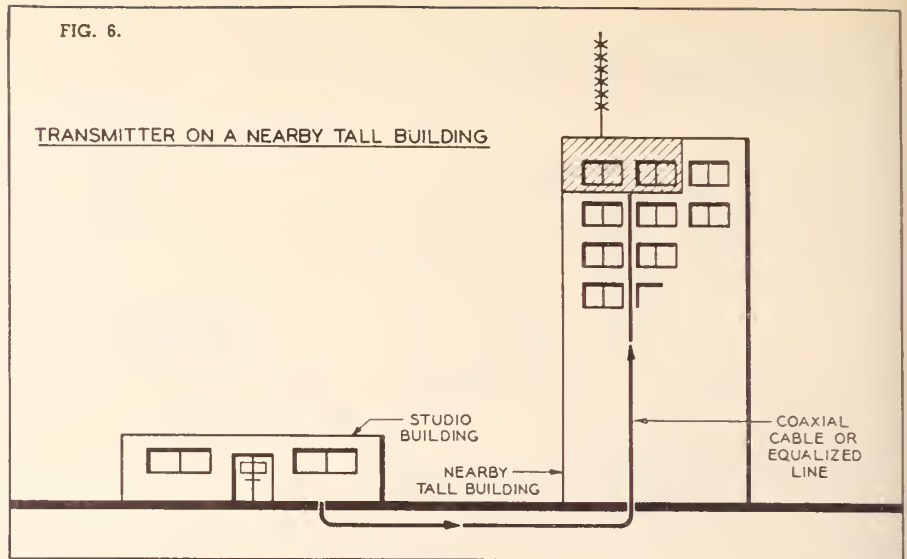 FIG. 6.
TRANSMITTER ON A NEARBY TALL BUILDING
STUDIO
BUILDING
NEARBY
TALL BUILDING
COAXIAL
CABLE OR
EQUALIZED
LINE